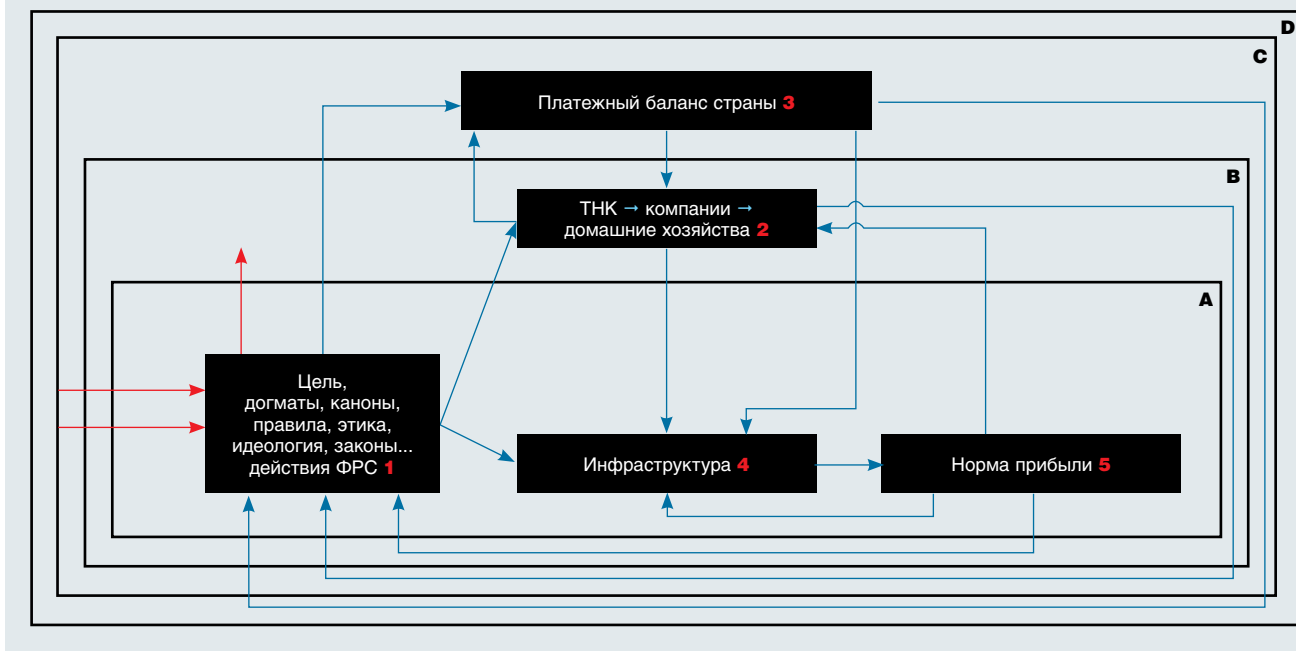 D
C
Платежный баланс страны 3
B
ТНК → компании →
домашние хозяйства 2
A
Цель,
догматы, каноны,
правила, этика,
идеология, законы...
действия ФРС 1
Инфраструктура 4
Норма прибыли 5